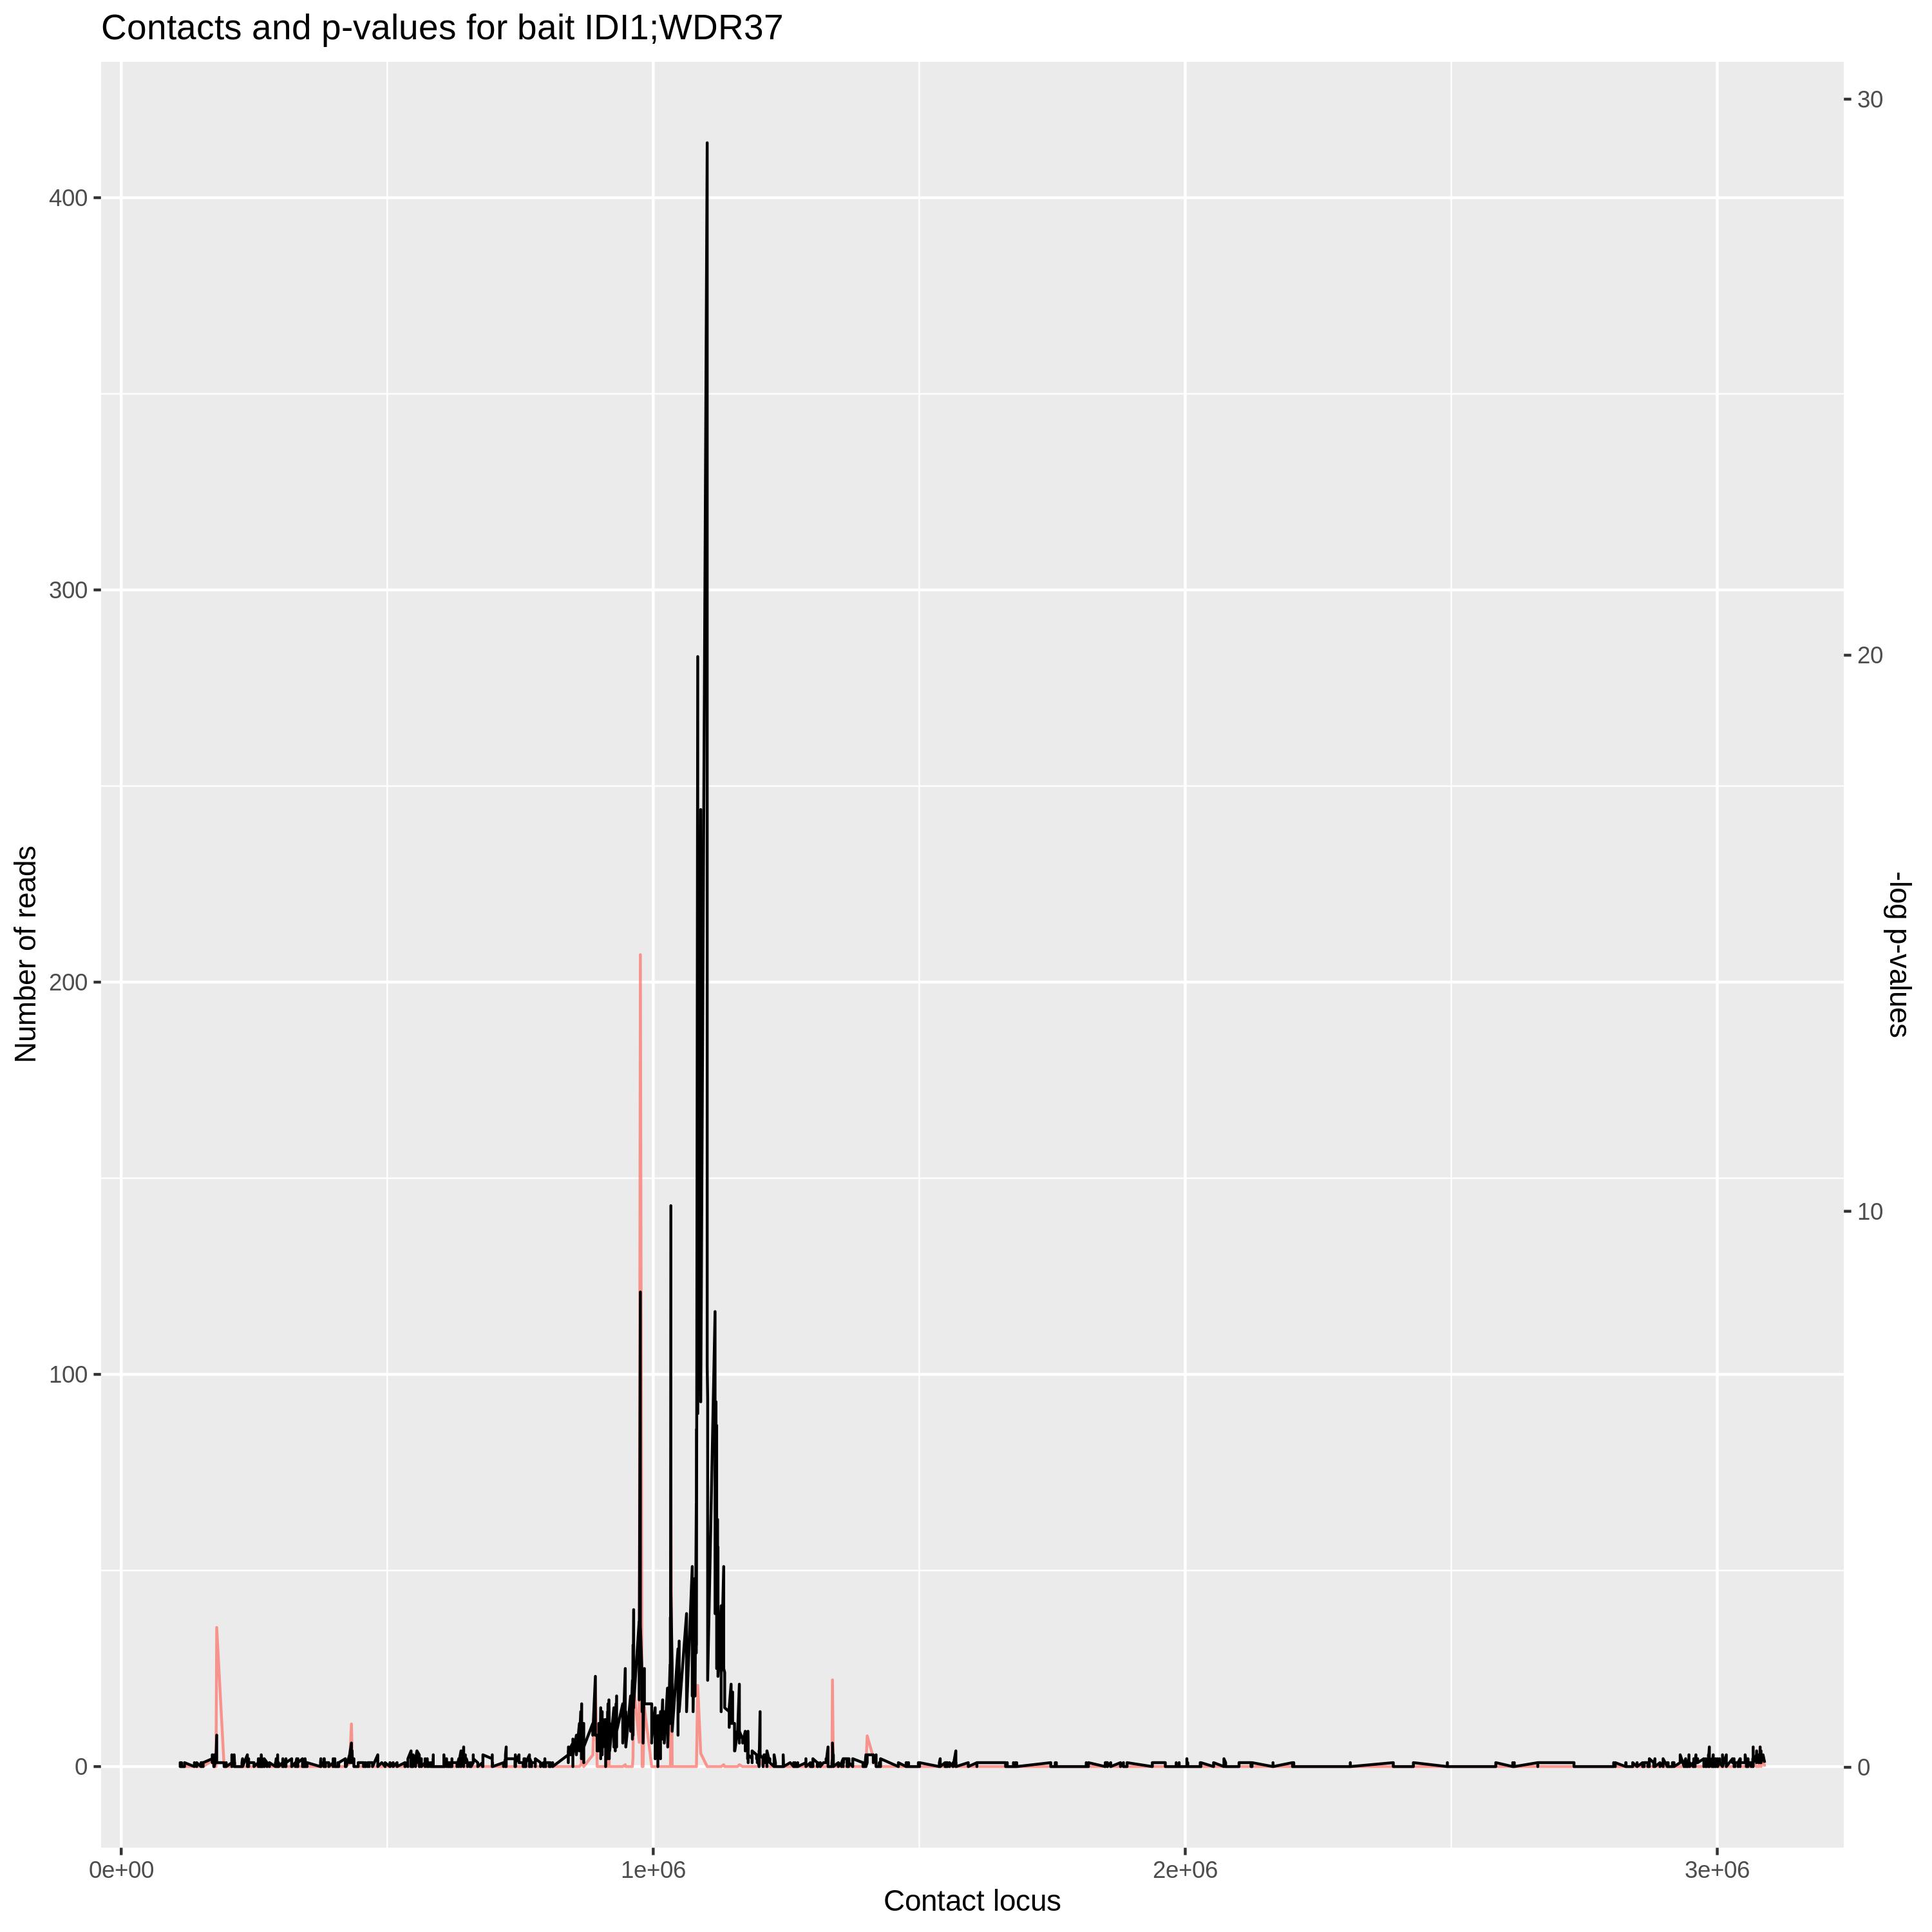 Contacts and p-values for bait IDI1;WDR37
400
300
200
100
0
Number of reads
30
20
10
0
-log p-values
0e+00
1e+06
2e+06
3e+06
Contact locus